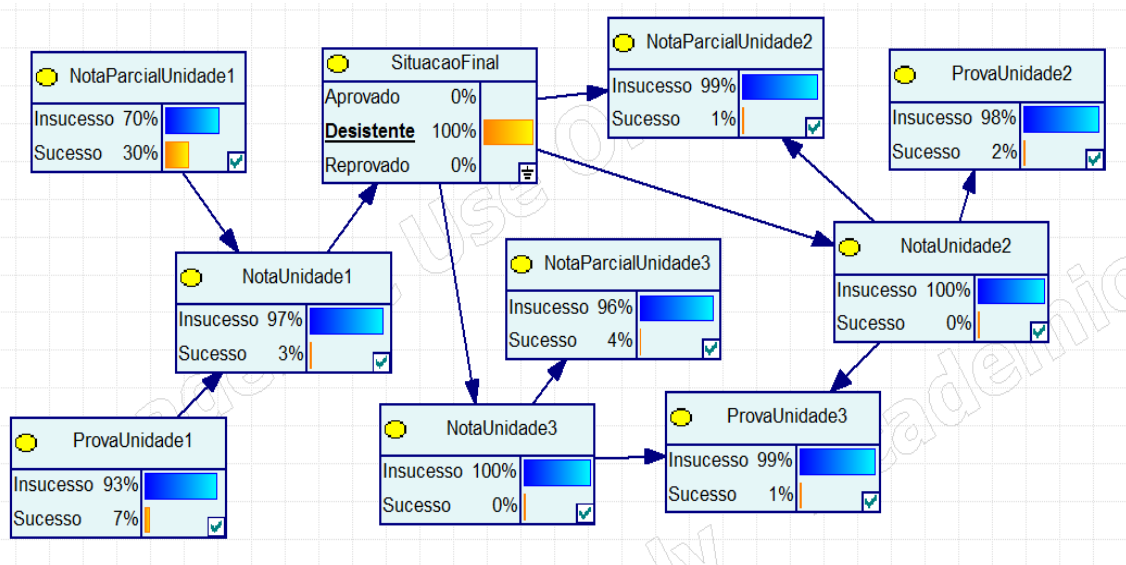 NotaParcialUnidade1
Insucesso 70%
Sucesso 30%
SituacaoFinal
Aprovado 0%
Desistente 100%
Reprovado 0%
NotaParcialUnidade2
Insucesso 99%
Sucesso 1%
ProvaUnidade2
Insucesso 98%
Sucesso 2%
NotaUnidade1
Insucesso 97%
Sucesso 3%
NotaParcialUnidade3
Insucesso 96%
Sucesso 4%
NotaUnidade2
Insucesso 100%
Sucesso 0%
ProvaUnidade1
Insucesso 93%
Sucesso 7%
NotaUnidade3
Insucesso 100%
Sucesso 0%
ProvaUnidade3
Insucesso 99%
Sucesso 1%
Use